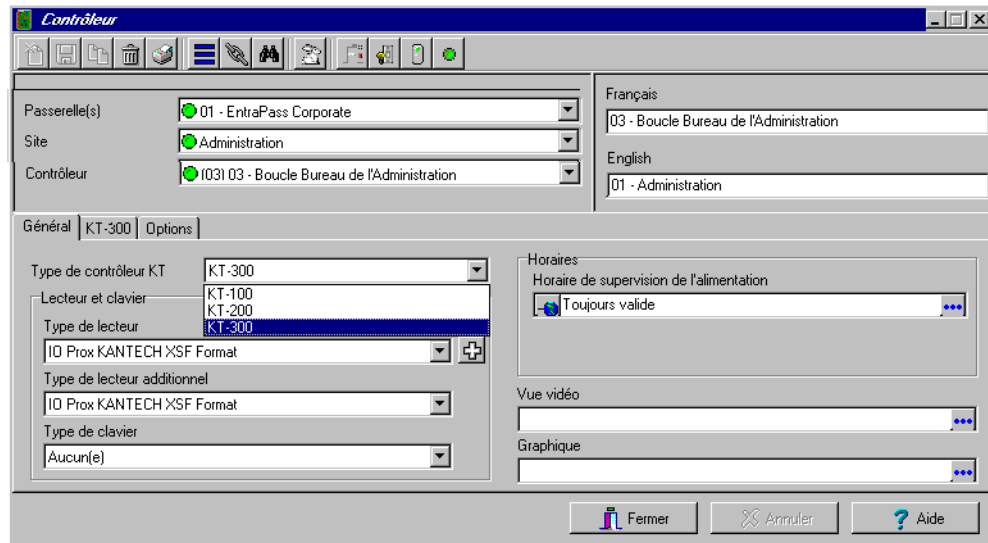 Contrôleur
Passerelle(s)
01 - EntraPass Corporate
Site
Administration
Contrôleur
(03) 03 - Boucle Bureau de l'Administration
Français
03 - Boucle Bureau de l'Administration
English
01 - Administration
Général KT-300 Options
Type de contrôleur KT
KT-300
KT-100
KT-200
KT-300
Lecteur et clavier
Type de lecteur
IO Prox KANTECH XSF Format
Type de lecteur additionnel
IO Prox KANTECH XSF Format
Type de clavier
Aucun(e)
Horaires
Horaire de supervision de l'alimentation
Toujours valide
Vue vidéo
Graphique
Fermer Annuler Aide